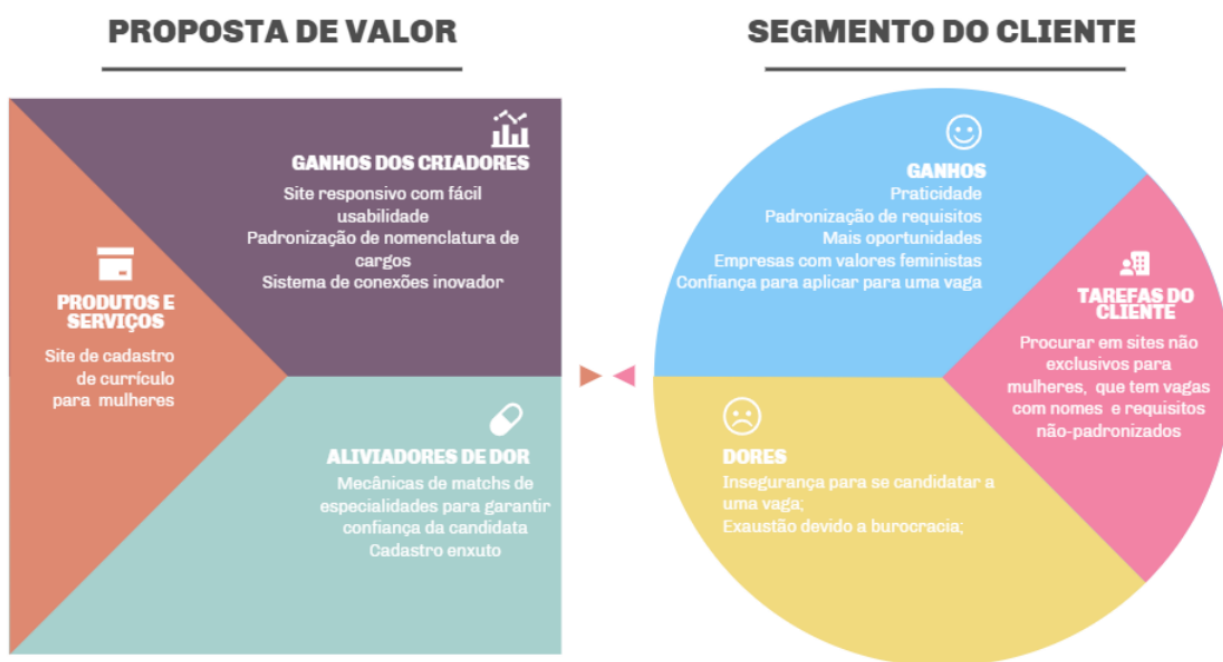 PROPOSTA DE VALOR
GANHOS DOS CRIADORES
Site responsivo com fácil
usabilidade
Padronização de nomenclatura de
cargos
Sistema de conexões inovador
PRODUTOS E
SERVIÇOS
Site de cadastro
de currículo
para mulheres
ALIVIADORES DE DOR
Mecânicas de matchs de
especialidades para garantir
confiança da candidata
Cadastro enxuto
SEGMENTO DO CLIENTE
GANHOS
Praticidade
Padronização de requisitos
Mais oportunidades
Empresas com valores feministas
Confiança para aplicar para uma vaga
TAREFAS DO
CLIENTE
Procurar em sites não
exclusivos para
mulheres, que tem vagas
com nomes e requisitos
não-padronizados
DORES
Insegurança para se candidatar a
uma vaga;
Exaustão devido a burocracia;